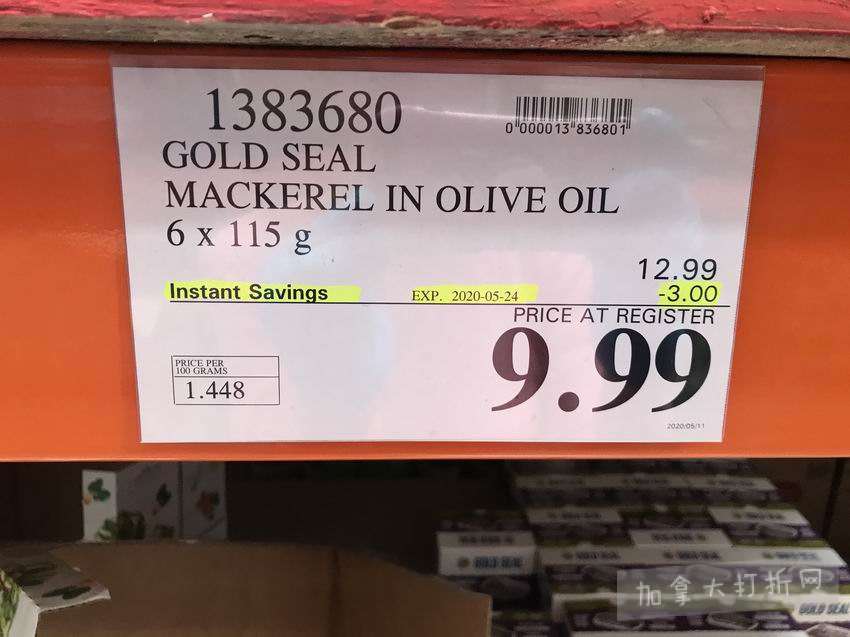 1383680
0 000013 836801
GOLD SEAL
MACKEREL IN OLIVE OIL
6 x 115 g
12.99
Instant Savings EXP. 2020-05-24 -3.00
PRICE AT REGISTER
9.99
PRICE PER
100 GRAMS
1.448
2020/05/11
GOLD SEAL
加拿大打折网
GOLD SEAL